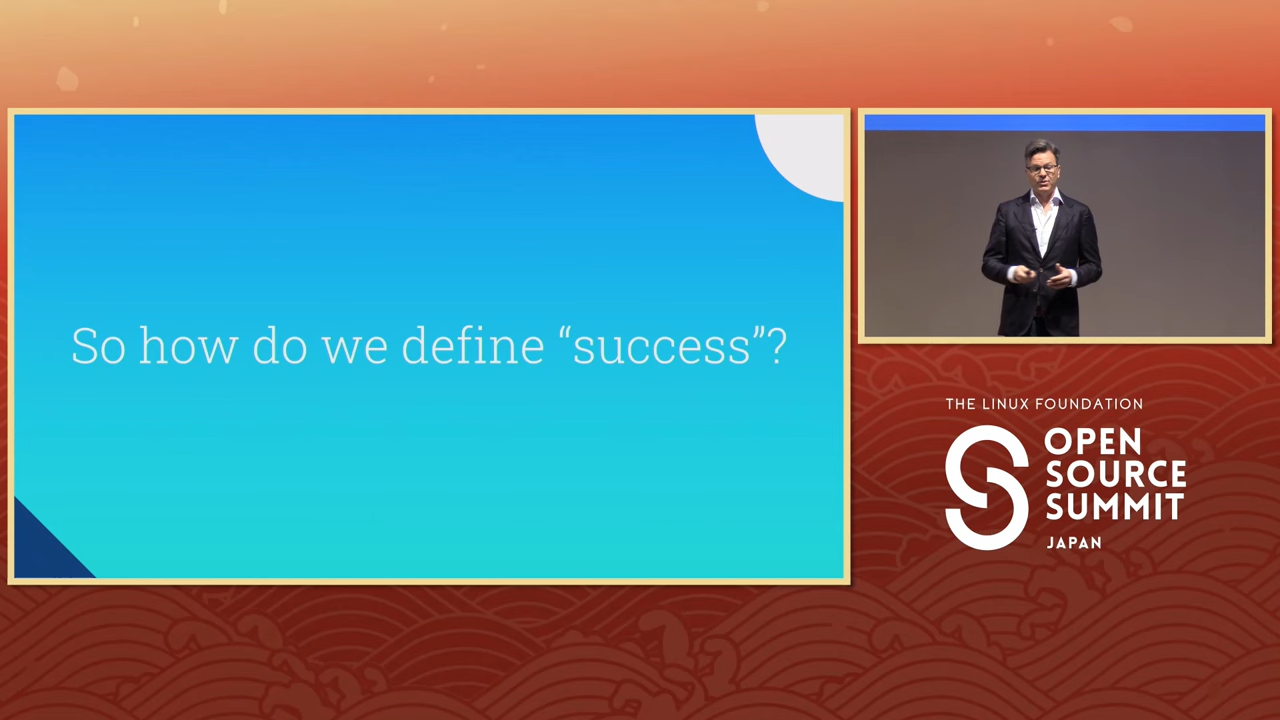 So how do we define “success”?
THE LINUX FOUNDATION
OPEN
SOURCE
SUMMIT
JAPAN